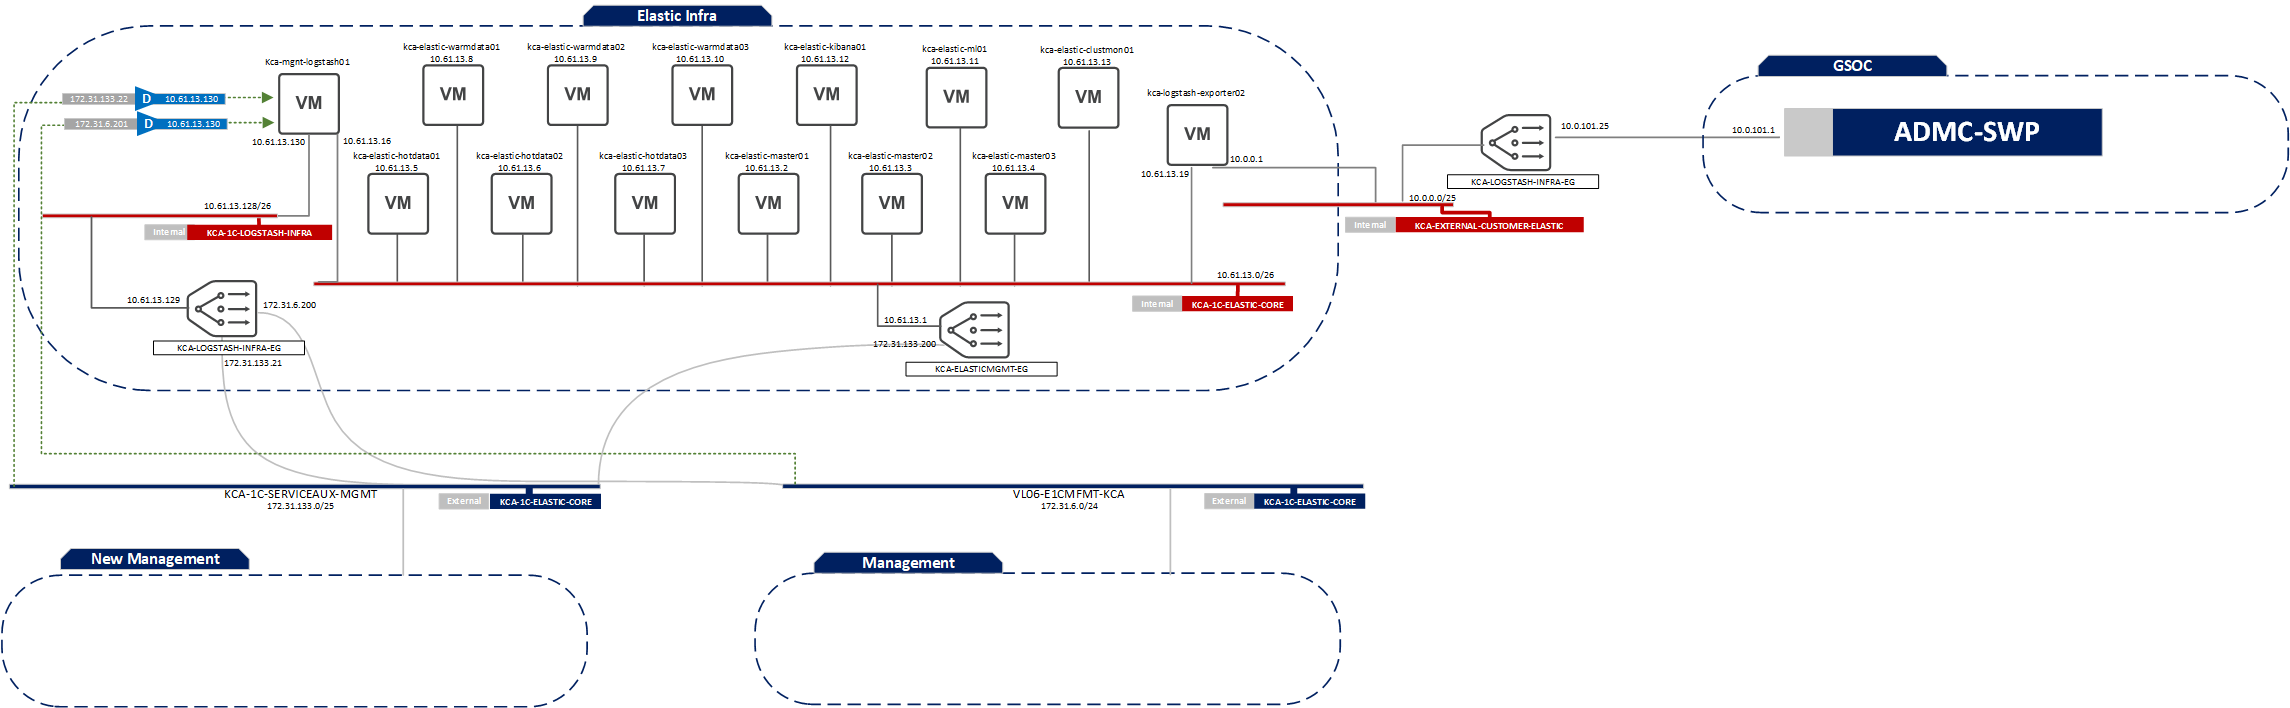 Elastic Infra
kca-elastic-warmdata01
10.61.13.8
VM
kca-elastic-warmdata02
10.61.13.9
VM
kca-elastic-warmdata03
10.61.13.10
VM
kca-elastic-kibana01
10.61.13.12
VM
kca-elastic-ml01
10.61.13.11
VM
kca-elastic-clustmon01
10.61.13.13
VM
Kca-mgnt-logstash01
VM
10.61.13.130
10.61.13.16
172.31.133.22
D
10.61.13.130
172.31.6.201
D
10.61.13.130
kca-logstash-exporter02
VM
10.0.0.1
10.61.13.19
kca-elastic-hotdata01
10.61.13.5
VM
kca-elastic-hotdata02
10.61.13.6
VM
kca-elastic-hotdata03
10.61.13.7
VM
kca-elastic-master01
10.61.13.2
VM
kca-elastic-master02
10.61.13.3
VM
kca-elastic-master03
10.61.13.4
VM
10.61.13.128/26
Internal
KCA-1C-LOGSTASH-INFRA
10.61.13.129
172.31.6.200
KCA-LOGSTASH-INFRA-EG
172.31.133.21
10.61.13.0/26
Internal
KCA-1C-ELASTIC-CORE
10.61.13.1
172.31.133.200
KCA-ELASTICMGMT-EG
10.0.0.0/25
Internal
KCA-EXTERNAL-CUSTOMER-ELASTIC
10.0.101.25
KCA-LOGSTASH-INFRA-EG
GSOC
10.0.101.1
ADMC-SWP
KCA-1C-SERVICEAUX-MGMT
172.31.133.0/25
External
KCA-1C-ELASTIC-CORE
VL06-E1CMFMT-KCA
172.31.6.0/24
External
KCA-1C-ELASTIC-CORE
New Management
Management